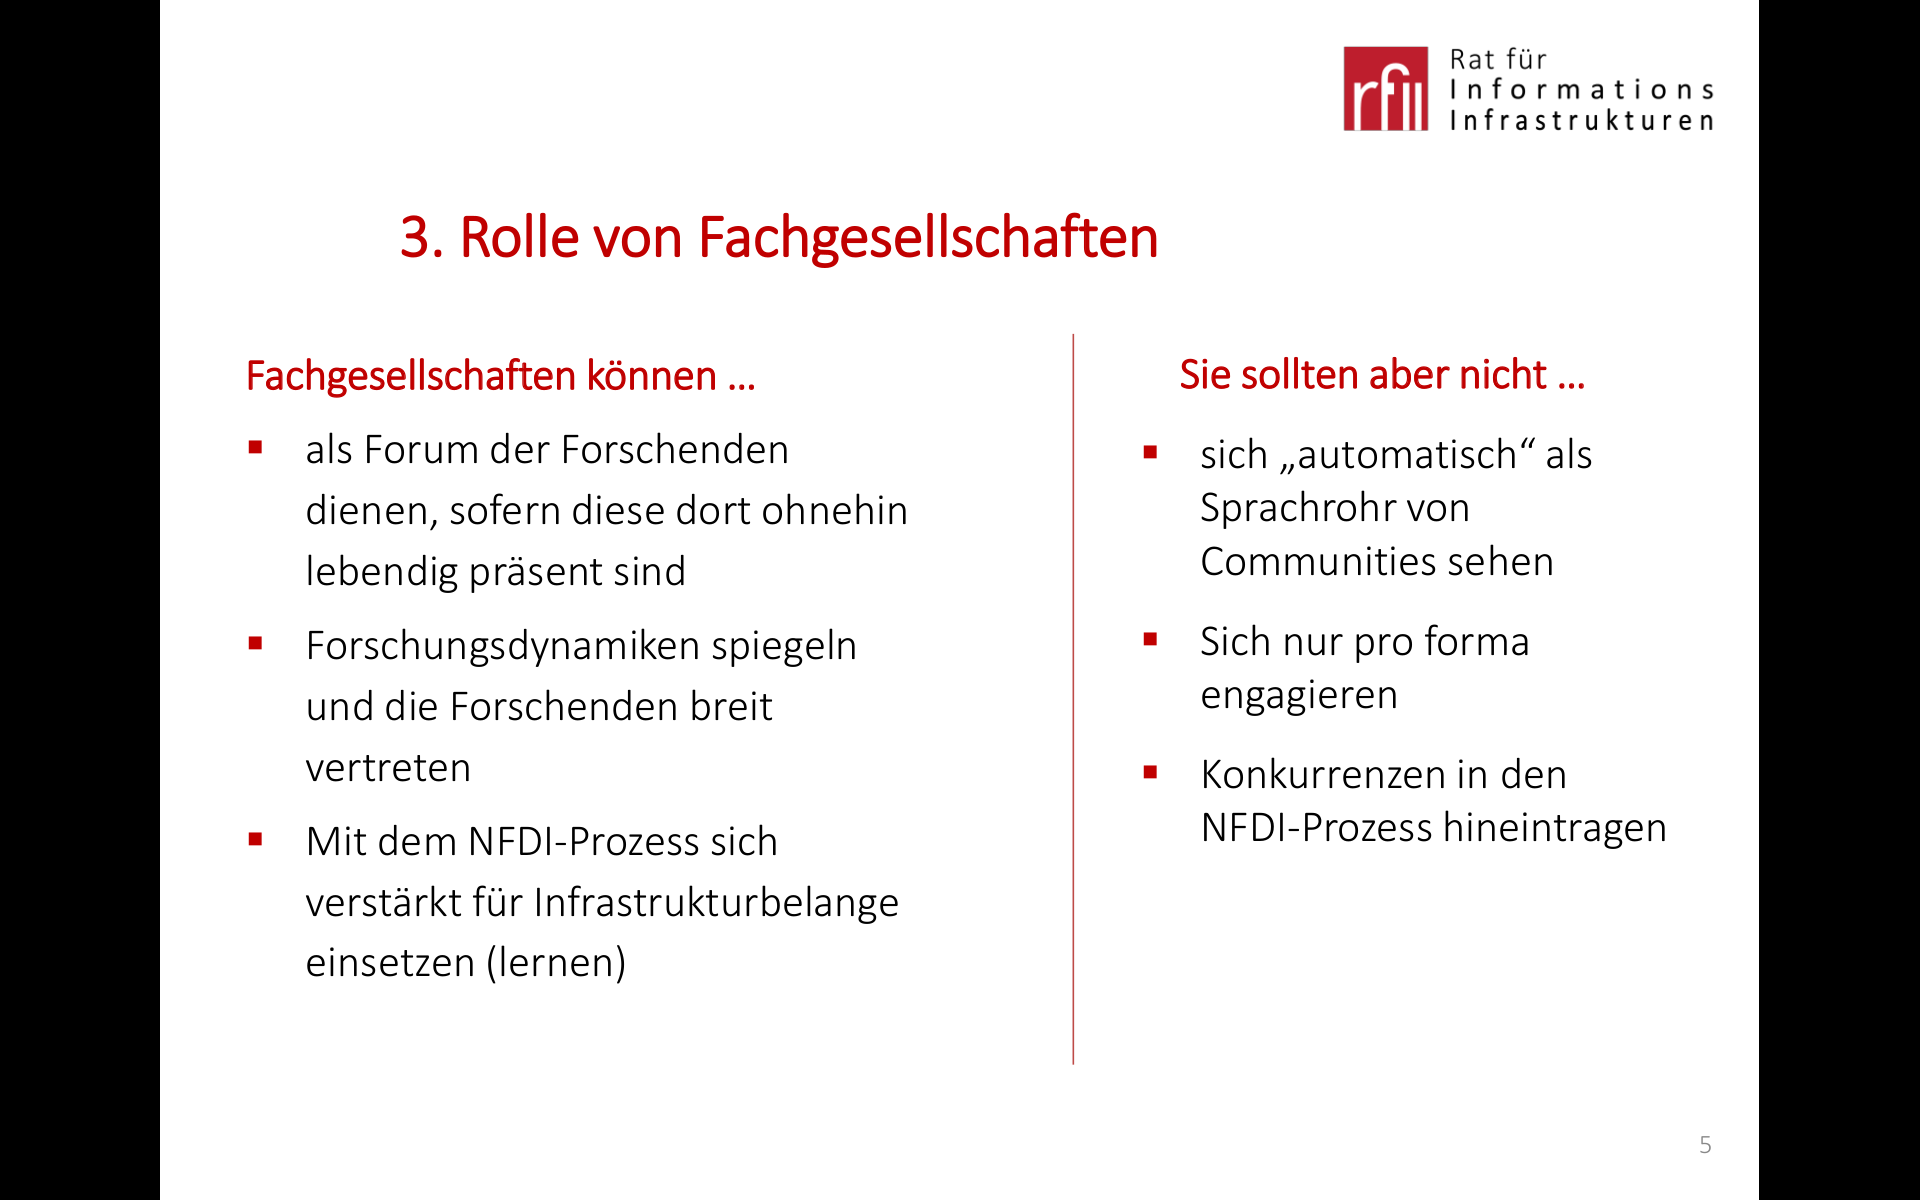 rfii
Rat für
Informations
Infrastrukturen
3. Rolle von Fachgesellschaften
Fachgesellschaften können ...
▪ als Forum der Forschenden
dienen, sofern diese dort ohnehin
lebendig präsent sind
▪ Forschungsdynamiken spiegeln
und die Forschenden breit
vertreten
▪ Mit dem NFDI-Prozess sich
verstärkt für Infrastrukturbelange
einsetzen (lernen)
Sie sollten aber nicht ...
▪ sich „automatisch“ als
Sprachrohr von
Communities sehen
▪ Sich nur pro forma
engagieren
▪ Konkurrenzen in den
NFDI-Prozess hineintragen
5